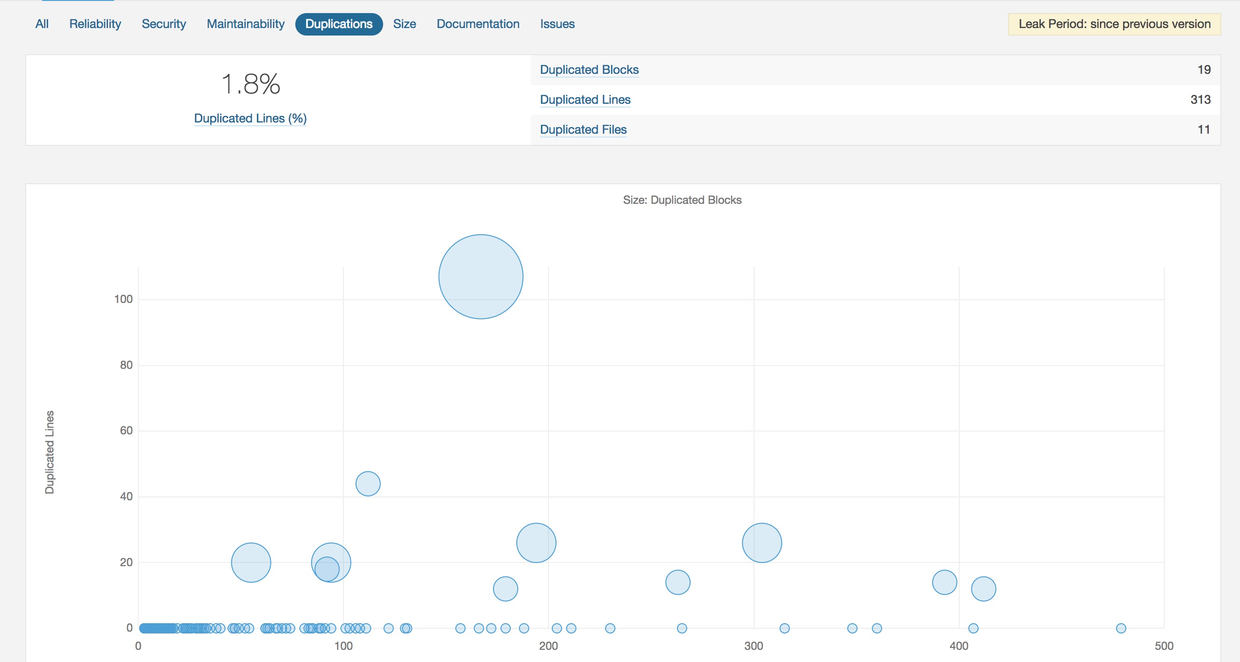 All Reliability Security Maintainability Duplications Size Documentation Issues Leak Period: since previous version
1.8%
Duplicated Lines (%)
Duplicated Blocks 19
Duplicated Lines 313
Duplicated Files 11
Size: Duplicated Blocks
Duplicated Lines
100
80
60
40
20
0
0 100 200 300 400 500